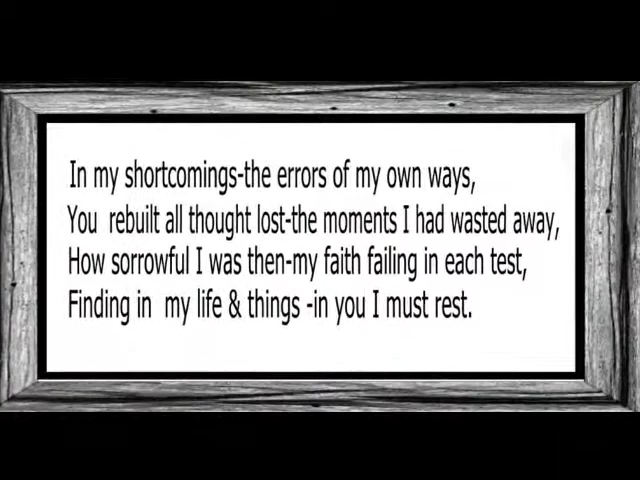 In my shortcomings-the errors of my own ways,
You  rebuilt all thought lost-the moments I had wasted away,
How sorrowful I was then-my faith failing in each test,
Finding in  my life & things -in you I must rest.